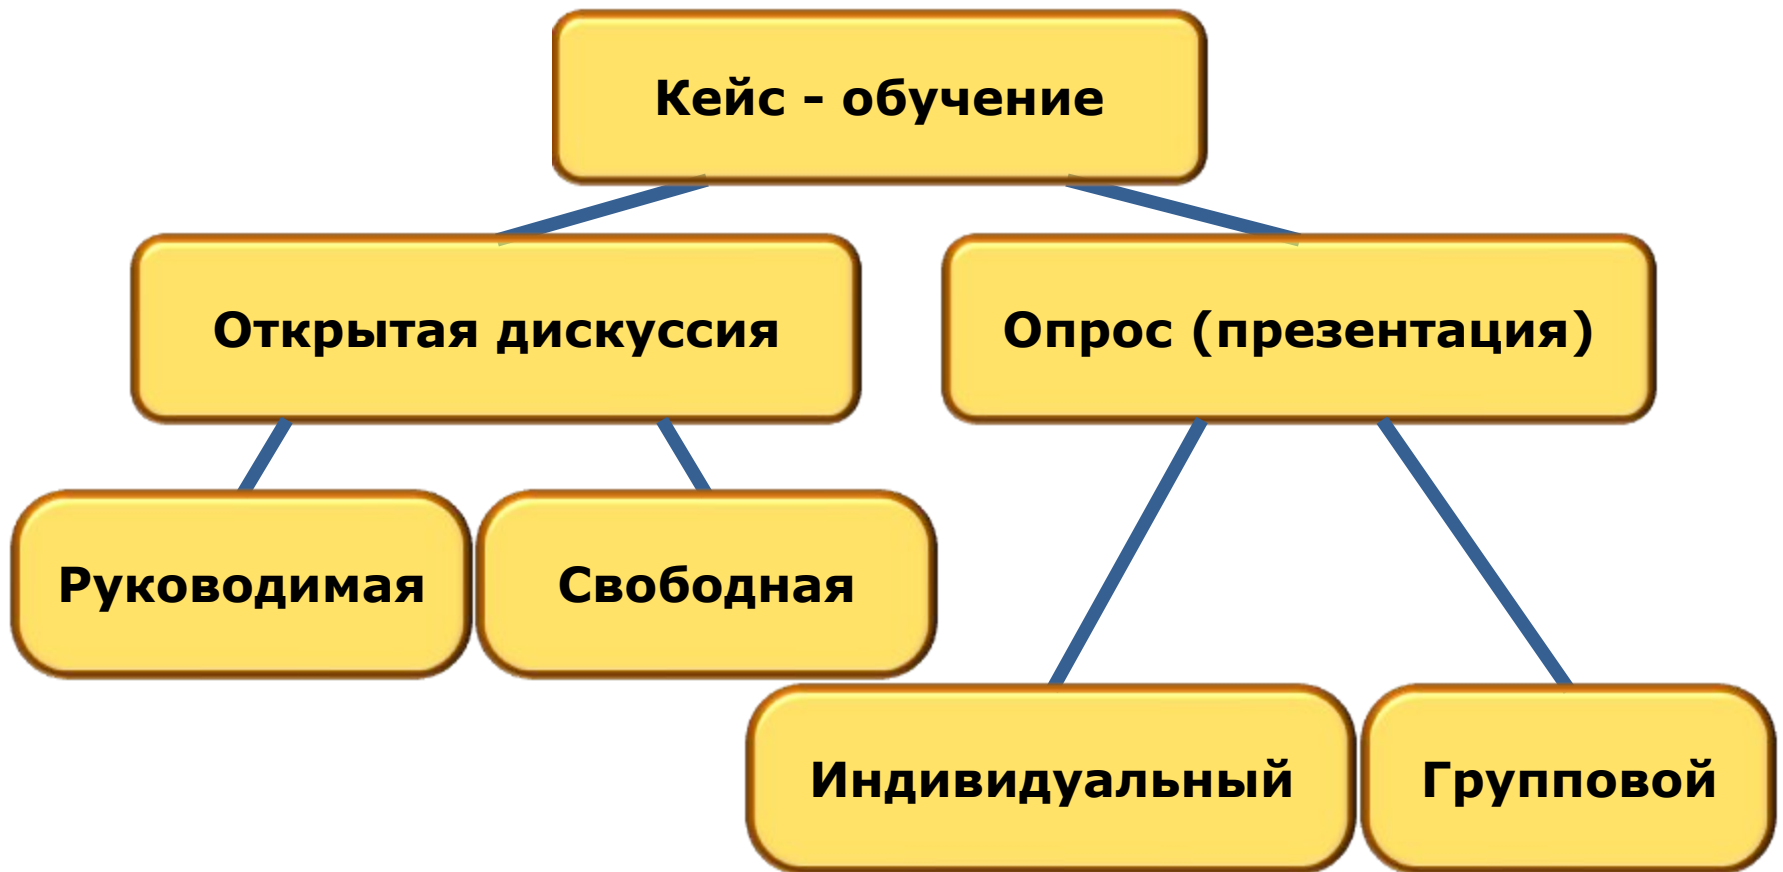 Кейс - обучение
Открытая дискуссия
Опрос (презентация)
Руководимая
Свободная
Индивидуальный
Групповой